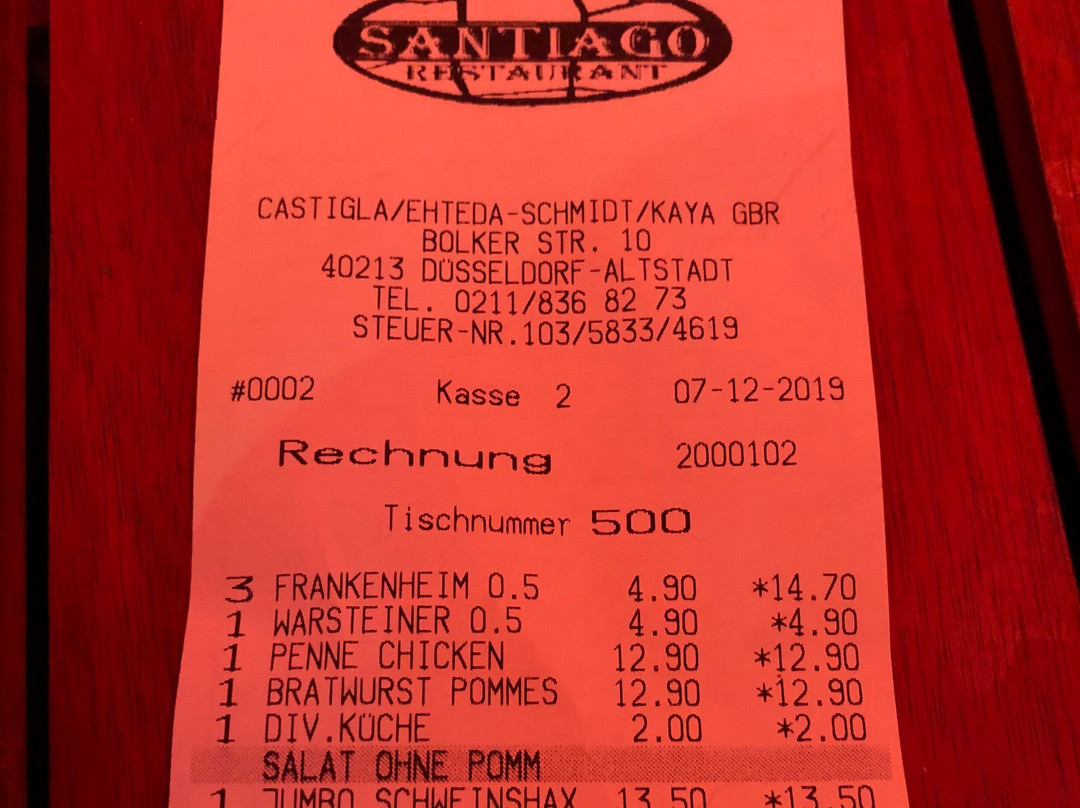 SANTIAGO
RESTAURANT
CASTIGLA/EHTEDA-SCHMIDT/KAYA GBR
BOLKER STR. 10
40213 DÜSSELDORF-ALTSTADT
TEL. 0211/836 82 73
STEUER-NR.103/5833/4619
#0002 Kasse 2 07-12-2019
Rechnung 2000102
Tischnummer 500
3 FRANKENHEIM 0.5 4.90 *14.70
1 WARSTEINER 0.5 4.90 *4.90
1 PENNE CHICKEN 12.90 *12.90
1 BRATWURST POMMES 12.90 *12.90
1 DIV.KÜCHE 2.00 *2.00
SALAT OHNE POMM
1 JUMBO SCHWEINSHAX 13.50 *13.50